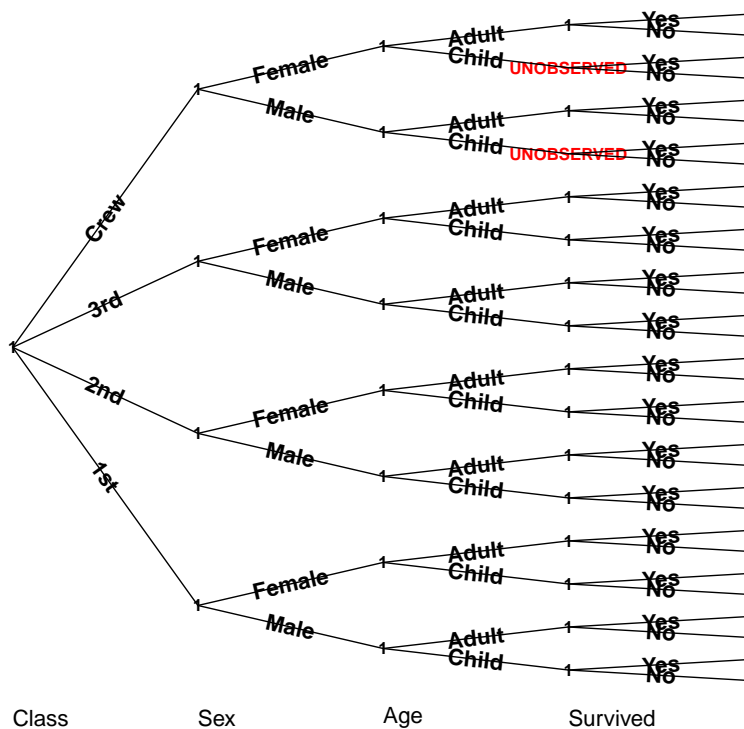 1
Crew
1
Female
1
Adult
1
Yes
No
Child
UNOBSERVED
Yes
No
Male
1
Adult
1
Yes
No
Child
UNOBSERVED
Yes
No
3rd
1
Female
1
Adult
1
Yes
No
Child
1
Yes
No
Male
1
Adult
1
Yes
No
Child
1
Yes
No
2nd
1
Female
1
Adult
1
Yes
No
Child
1
Yes
No
Male
1
Adult
1
Yes
No
Child
1
Yes
No
1st
1
Female
1
Adult
1
Yes
No
Child
1
Yes
No
Male
1
Adult
1
Yes
No
Child
1
Yes
No
Class Sex Age Survived